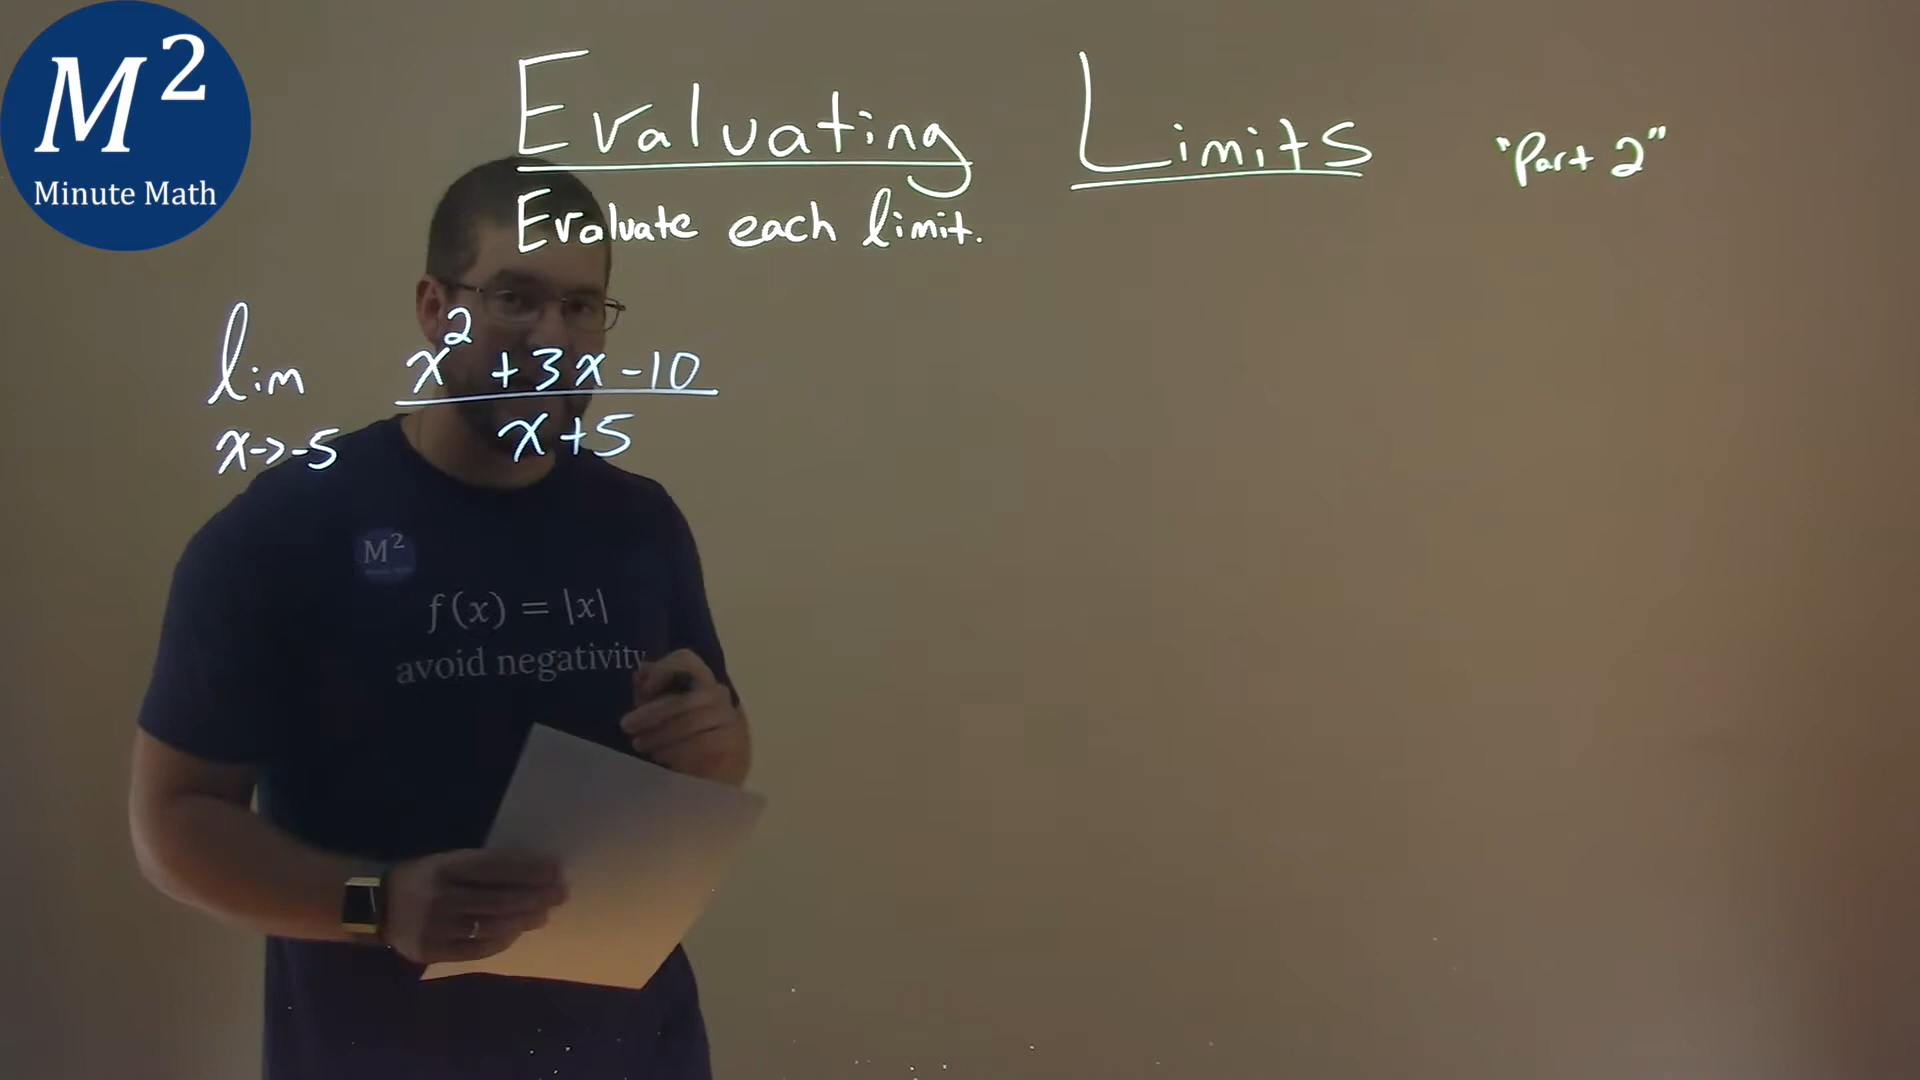 M²
Minute Math
Evaluating Limits "Part 2"
Evaluate each limit.
lim x² + 3x - 10
x→-5 x+5
M²
f(x) = |x|
avoid negativity